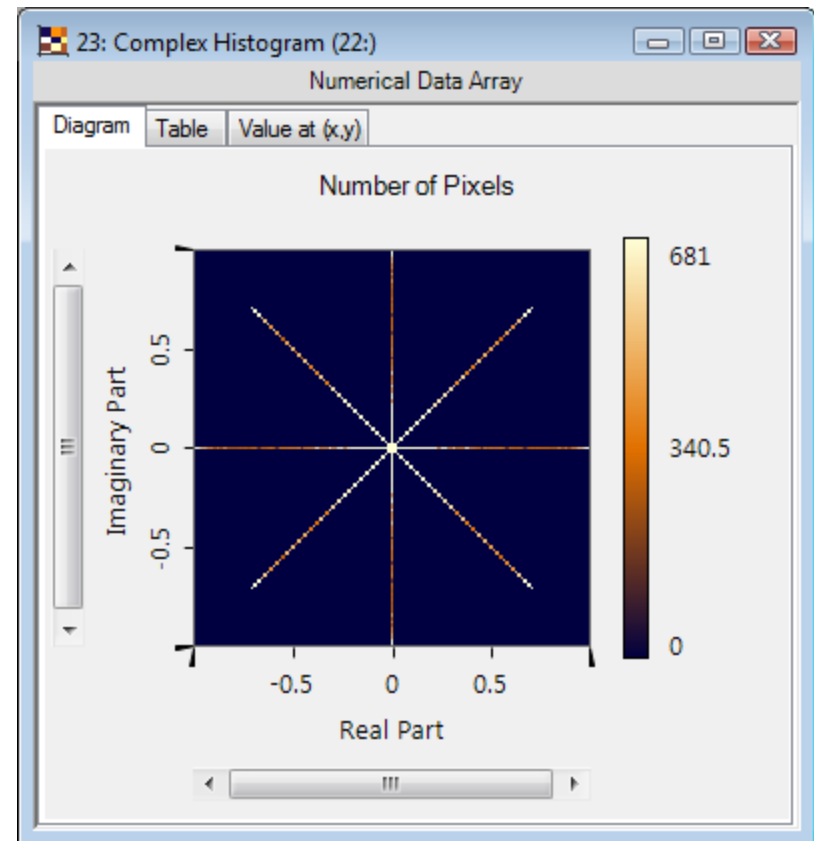 23: Complex Histogram (22:)
Numerical Data Array
Diagram Table Value at (x,y)
Number of Pixels
681
340.5
0
Imaginary Part
0.5
0
-0.5
-0.5 0 0.5
Real Part